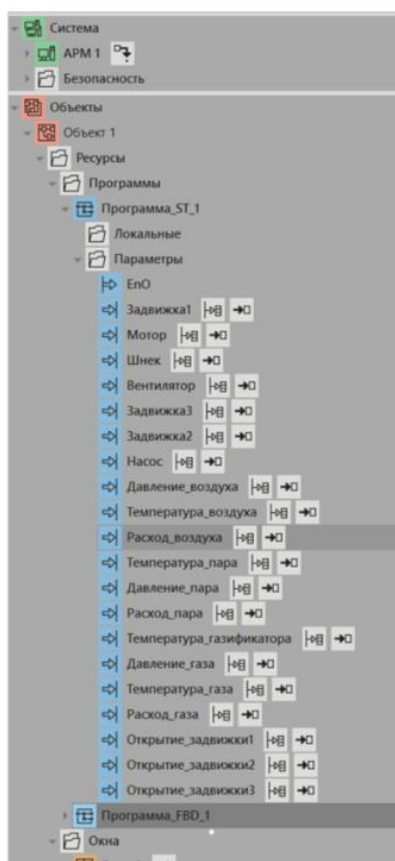 Система
АРМ 1
Безопасность
Объекты
Объект 1
Ресурсы
Программы
Программа_ST_1
Локальные
Параметры
EnO
Задвижка1
Мотор
Шнек
Вентилятор
Задвижка3
Задвижка2
Насос
Давление_воздуха
Температура_воздуха
Расход_воздуха
Температура_пара
Давление_пара
Расход_пара
Температура_газификатора
Давление_газа
Температура_газа
Расход_газа
Открытие_задвижки1
Открытие_задвижки2
Открытие_задвижки3
Программа_FBD_1
Окна